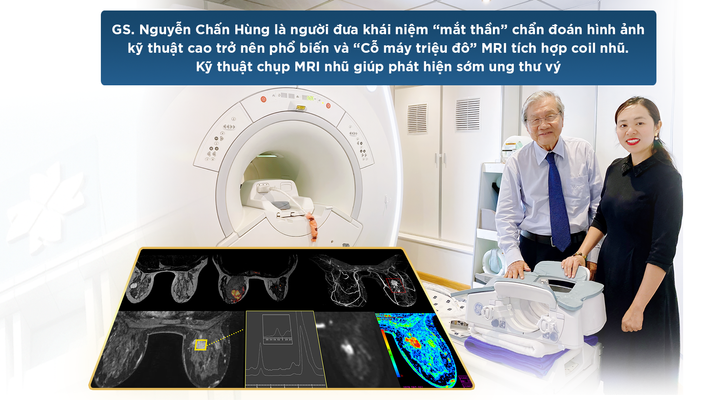 GS. Nguyễn Chấn Hùng là người đưa khái niệm “mắt thần” chẩn đoán hình ảnh
kỹ thuật cao trở nên phổ biến và “Cỗ máy triệu đô” MRI tích hợp coil nhũ.
Kỹ thuật chụp MRI nhũ giúp phát hiện sớm ung thư vý